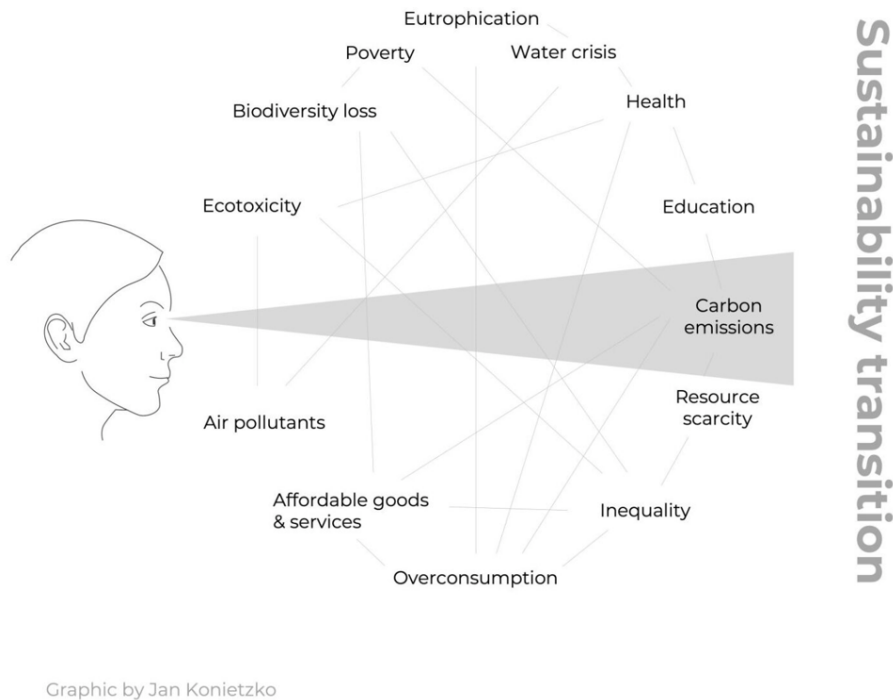 Eutrophication
Poverty
Water crisis
Health
Biodiversity loss
Ecotoxicity
Education
Carbon
emissions
Resource
scarcity
Air pollutants
Affordable goods
& services
Inequality
Overconsumption
Sustainability transition
Graphic by Jan Konietzko